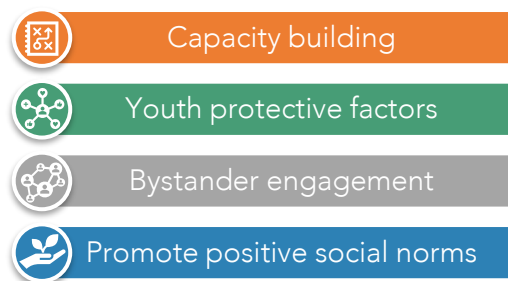 Capacity building
Youth protective factors
Bystander engagement
Promote positive social norms